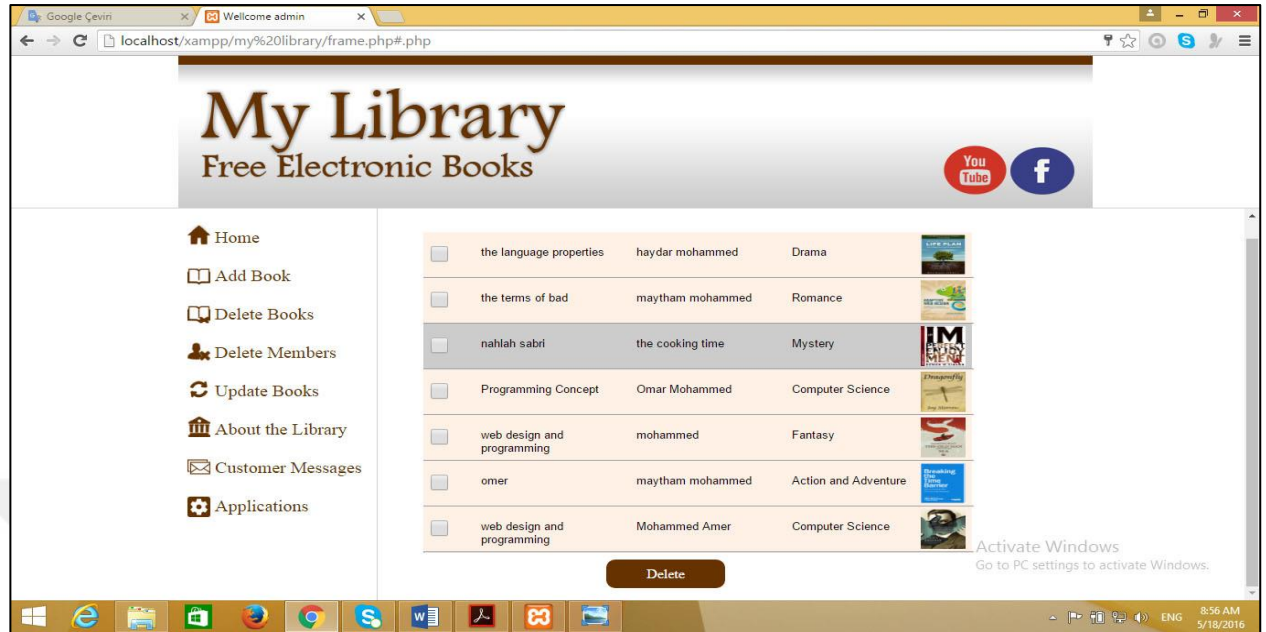 Google Çeviri
Wellcome admin
localhost/xampp/my%20library/frame.php#.php
My Library
Free Electronic Books
You
Tube
f
Home
Add Book
Delete Books
Delete Members
Update Books
About the Library
Customer Messages
Applications
the language properties haydar mohammed Drama
LIFE PLAN
the terms of bad maytham mohammed Romance
nahlah sabri the cooking time Mystery
Programming Concept Omar Mohammed Computer Science
Dragonfly
web design and mohammed Fantasy
programming
omer maytham mohammed Action and Adventure
Breaking
the
Time
Barrier
web design and Mohammed Amer Computer Science
programming
Delete
Activate Windows
Go to PC settings to activate Windows.
ENG
8:56 AM
5/18/2016